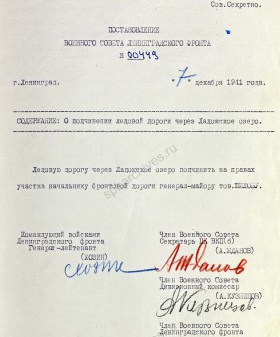 Сов.Секретно.
ПОСТАНОВЛЕНИЕ
ВОЕННОГО СОВЕТА ЛЕНИНГРАДСКОГО ФРОНТА
№ 00449
г.Ленинград. "7" декабря 1941 года.
СОДЕРЖАНИЕ: О подчинении ледовой дороги через Ладожское озеро.
Ледовую дорогу через Ладожское озеро подчинить на правах
участка начальнику фронтовой дороги генерал-майору тов.
Командующий войсками
Ленинградского фронта
Генерал-лейтенант
(ХОЗИН)
Член Военного Совета
Секретарь ЦК ВКП(б)
(А.ЖДАНОВ)
Член Военного Совета
Дивизионный комиссар
(А.КУЗНЕЦОВ)
Член Военного Совета
Ленинградского фронта